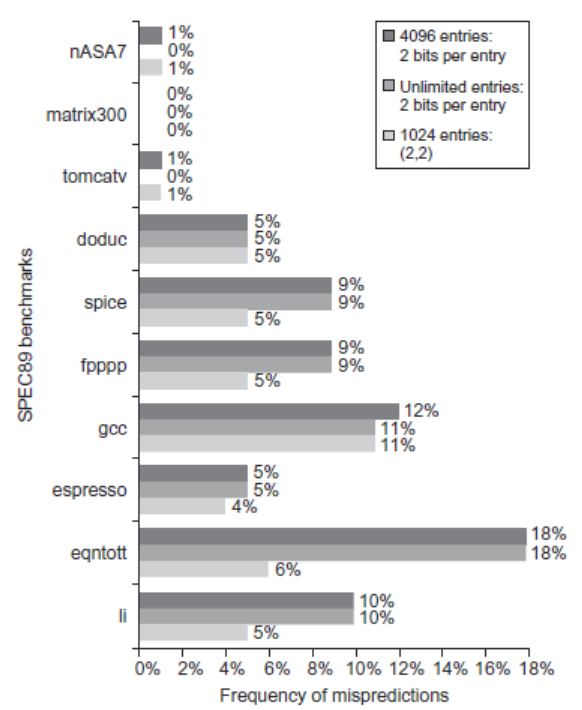 4096 entries:
2 bits per entry
Unlimited entries:
2 bits per entry
1024 entries:
(2,2)
SPEC89 benchmarks
nASA7
1%
0%
1%
matrix300
0%
0%
0%
tomcatv
1%
0%
1%
doduc
5%
5%
5%
spice
9%
9%
5%
fpppp
9%
9%
5%
gcc
12%
11%
11%
espresso
5%
5%
4%
eqntott
18%
18%
6%
li
10%
10%
5%
0% 2% 4% 6% 8% 10% 12% 14% 16% 18%
Frequency of mispredictions